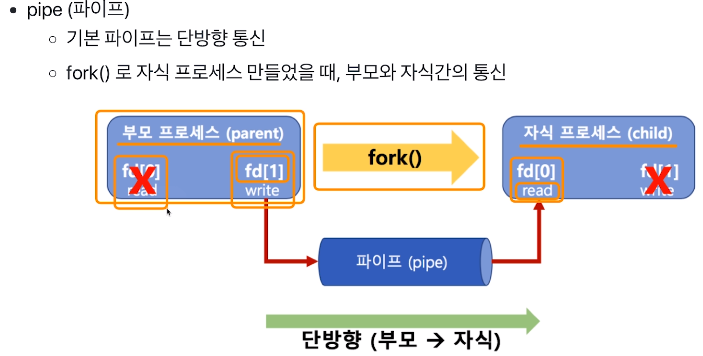 pipe (파이프)
기본 파이프는 단방향 통신
fork() 로 자식 프로세스 만들었을 때, 부모와 자식간의 통신
부모 프로세스 (parent)
fd[0]
read
fd[1]
write
fork()
자식 프로세스 (child)
fd[0]
read
fd[1]
write
파이프 (pipe)
단방향 (부모 → 자식)